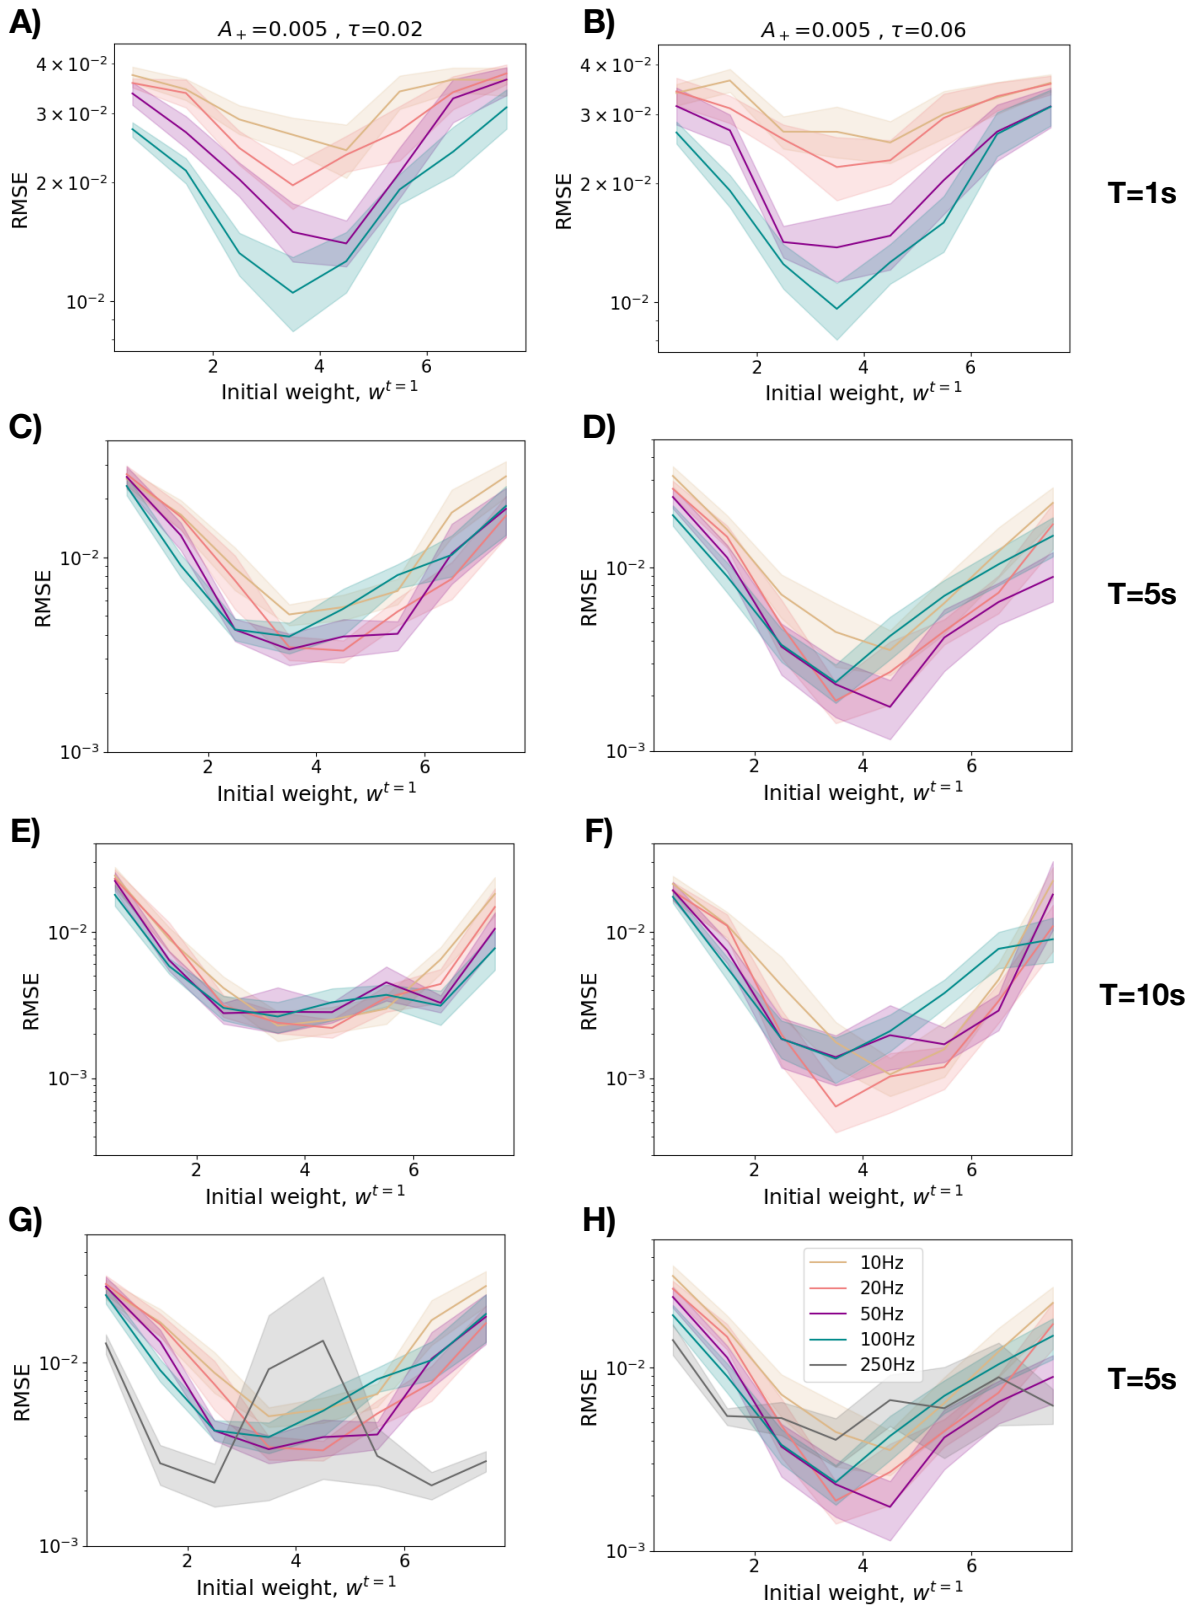 A)
A₊=0.005 , τ=0.02
4 × 10⁻²
3 × 10⁻²
2 × 10⁻²
10⁻²
RMSE
2 4 6
Initial weight, wᵗ⁼¹
B)
A₊=0.005 , τ=0.06
4 × 10⁻²
3 × 10⁻²
2 × 10⁻²
10⁻²
RMSE
2 4 6
Initial weight, wᵗ⁼¹
T=1s
C)
10⁻²
10⁻³
RMSE
2 4 6
Initial weight, wᵗ⁼¹
D)
10⁻²
10⁻³
RMSE
2 4 6
Initial weight, wᵗ⁼¹
T=5s
E)
10⁻²
10⁻³
RMSE
2 4 6
Initial weight, wᵗ⁼¹
F)
10⁻²
10⁻³
RMSE
2 4 6
Initial weight, wᵗ⁼¹
T=10s
G)
10⁻²
10⁻³
RMSE
2 4 6
Initial weight, wᵗ⁼¹
H)
10⁻²
10⁻³
RMSE
10Hz
20Hz
50Hz
100Hz
250Hz
2 4 6
Initial weight, wᵗ⁼¹
T=5s